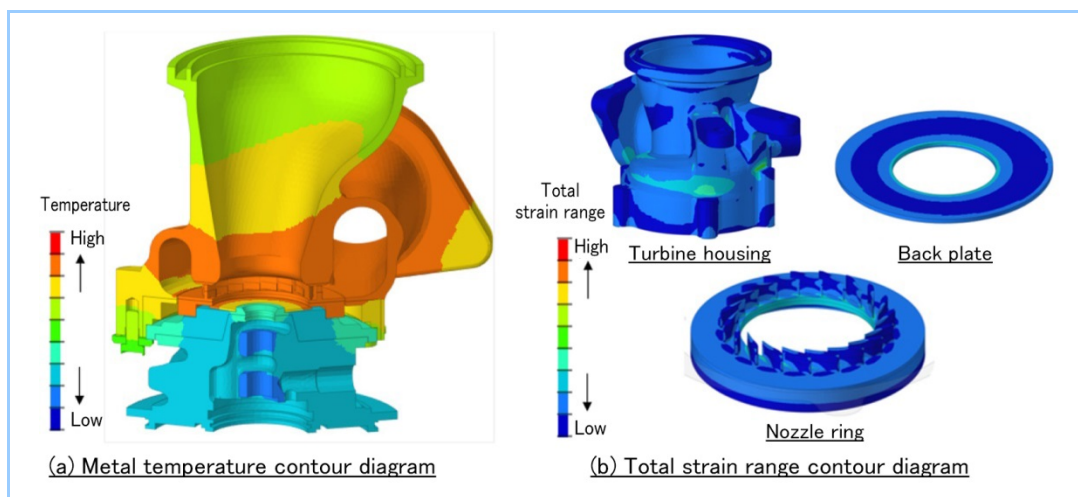 Temperature
High
Low
(a) Metal temperature contour diagram
Total
strain range
High
Low
Turbine housing
Back plate
Nozzle ring
(b) Total strain range contour diagram